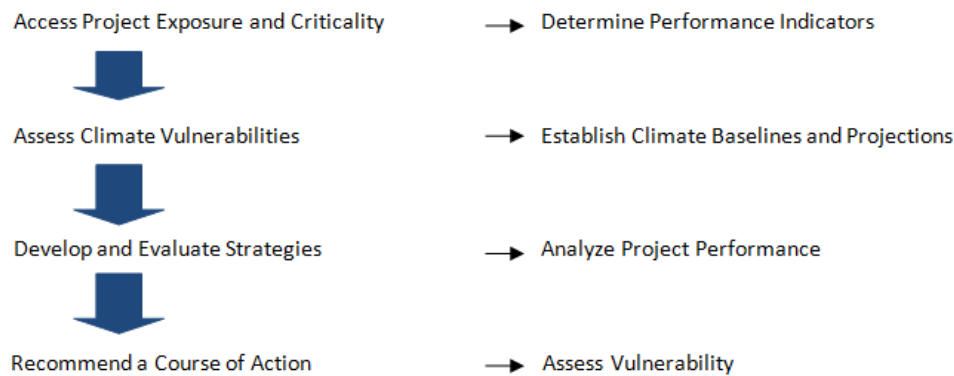 Access Project Exposure and Criticality
Determine Performance Indicators
Assess Climate Vulnerabilities
Establish Climate Baselines and Projections
Develop and Evaluate Strategies
Analyze Project Performance
Recommend a Course of Action
Assess Vulnerability